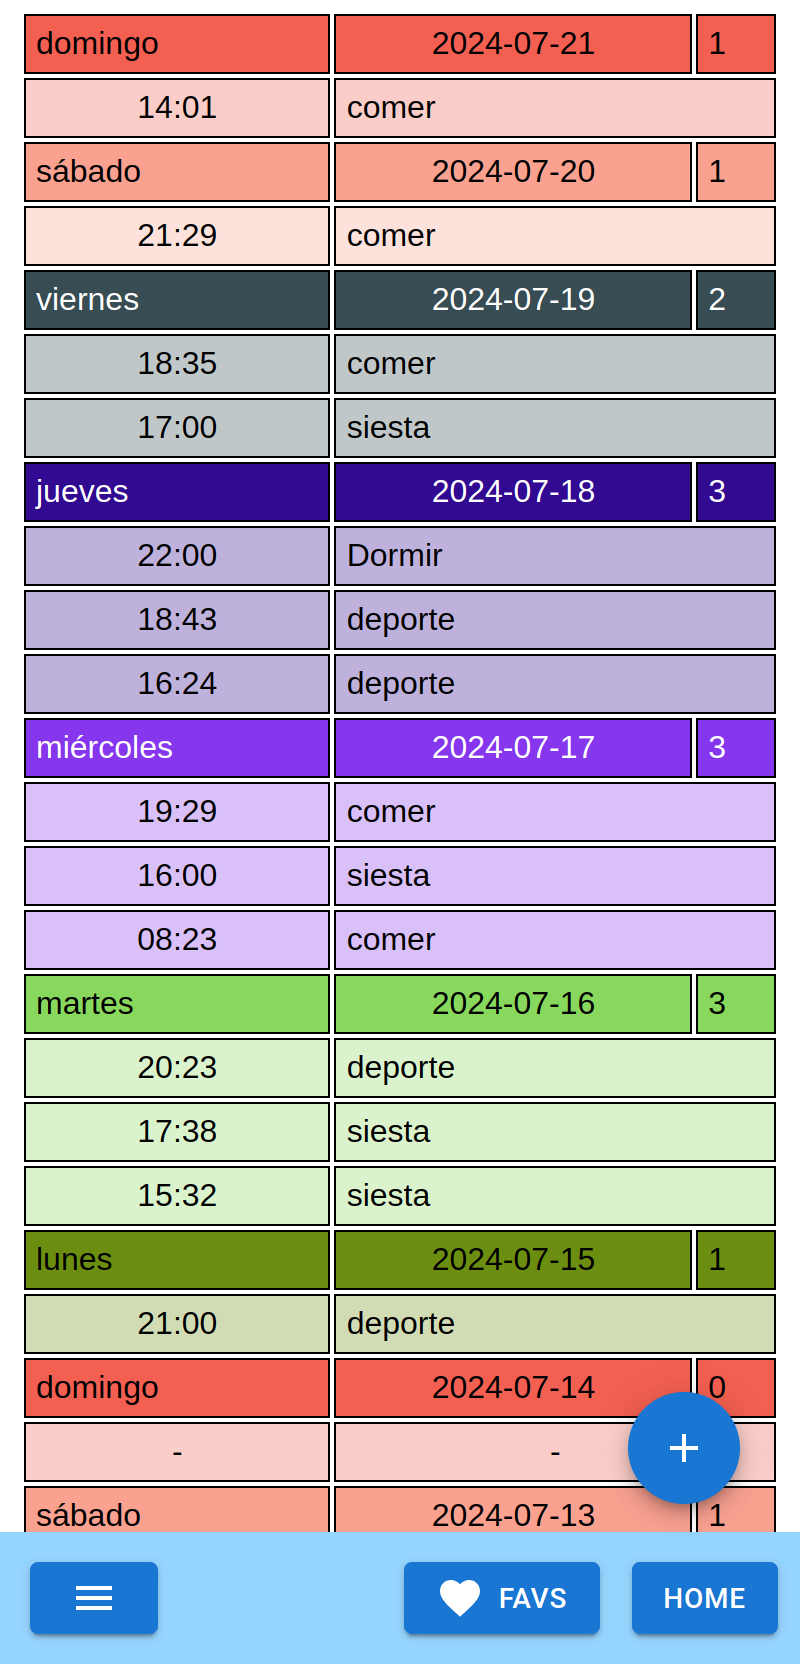 domingo 2024-07-21 1
14:01 comer
sábado 2024-07-20 1
21:29 comer
viernes 2024-07-19 2
18:35 comer
17:00 siesta
jueves 2024-07-18 3
22:00 Dormir
18:43 deporte
16:24 deporte
miércoles 2024-07-17 3
19:29 comer
16:00 siesta
08:23 comer
martes 2024-07-16 3
20:23 deporte
17:38 siesta
15:32 siesta
lunes 2024-07-15 1
21:00 deporte
domingo 2024-07-14 0
- -
sábado 2024-07-13 1
FAVS HOME